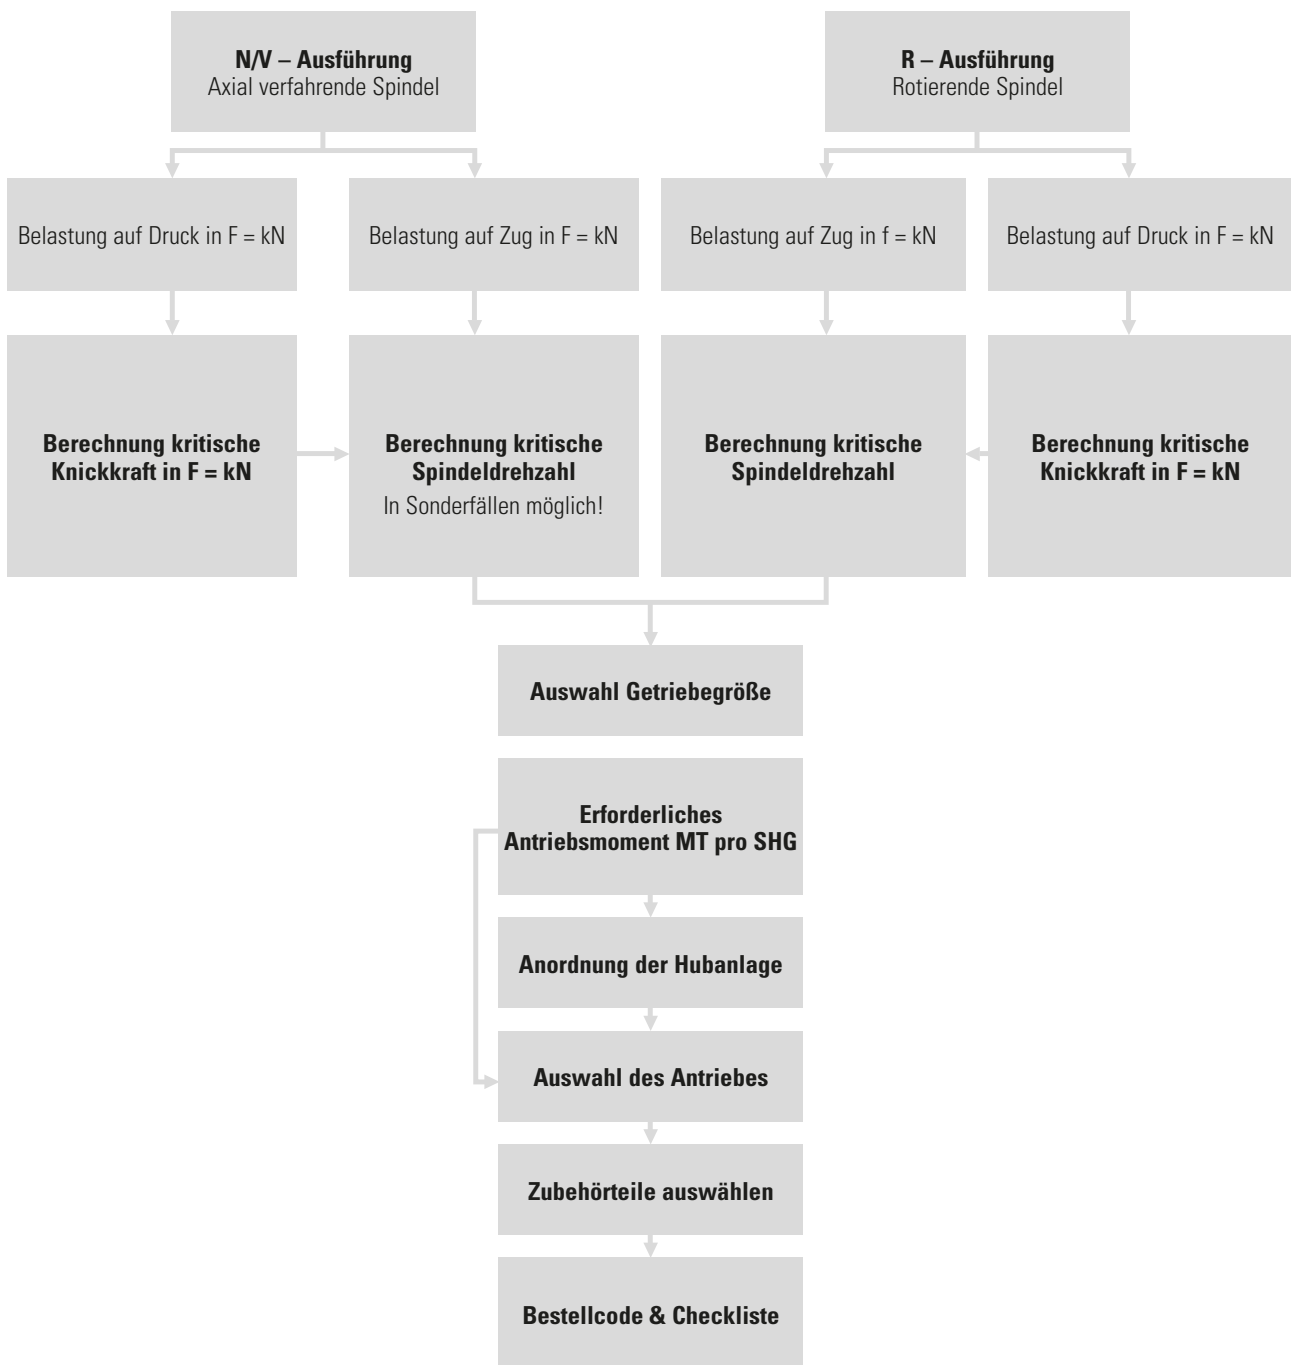 N/V – Ausführung
Axial verfahrende Spindel
R – Ausführung
Rotierende Spindel
Belastung auf Druck in F = kN
Belastung auf Zug in F = kN
Belastung auf Zug in f = kN
Belastung auf Druck in F = kN
Berechnung kritische
Knickkraft in F = kN
Berechnung kritische
Spindeldrehzahl
In Sonderfällen möglich!
Berechnung kritische
Spindeldrehzahl
Berechnung kritische
Knickkraft in F = kN
Auswahl Getriebegröße
Erforderliches
Antriebsmoment MT pro SHG
Anordnung der Hubanlage
Auswahl des Antriebes
Zubehörteile auswählen
Bestellcode & Checkliste